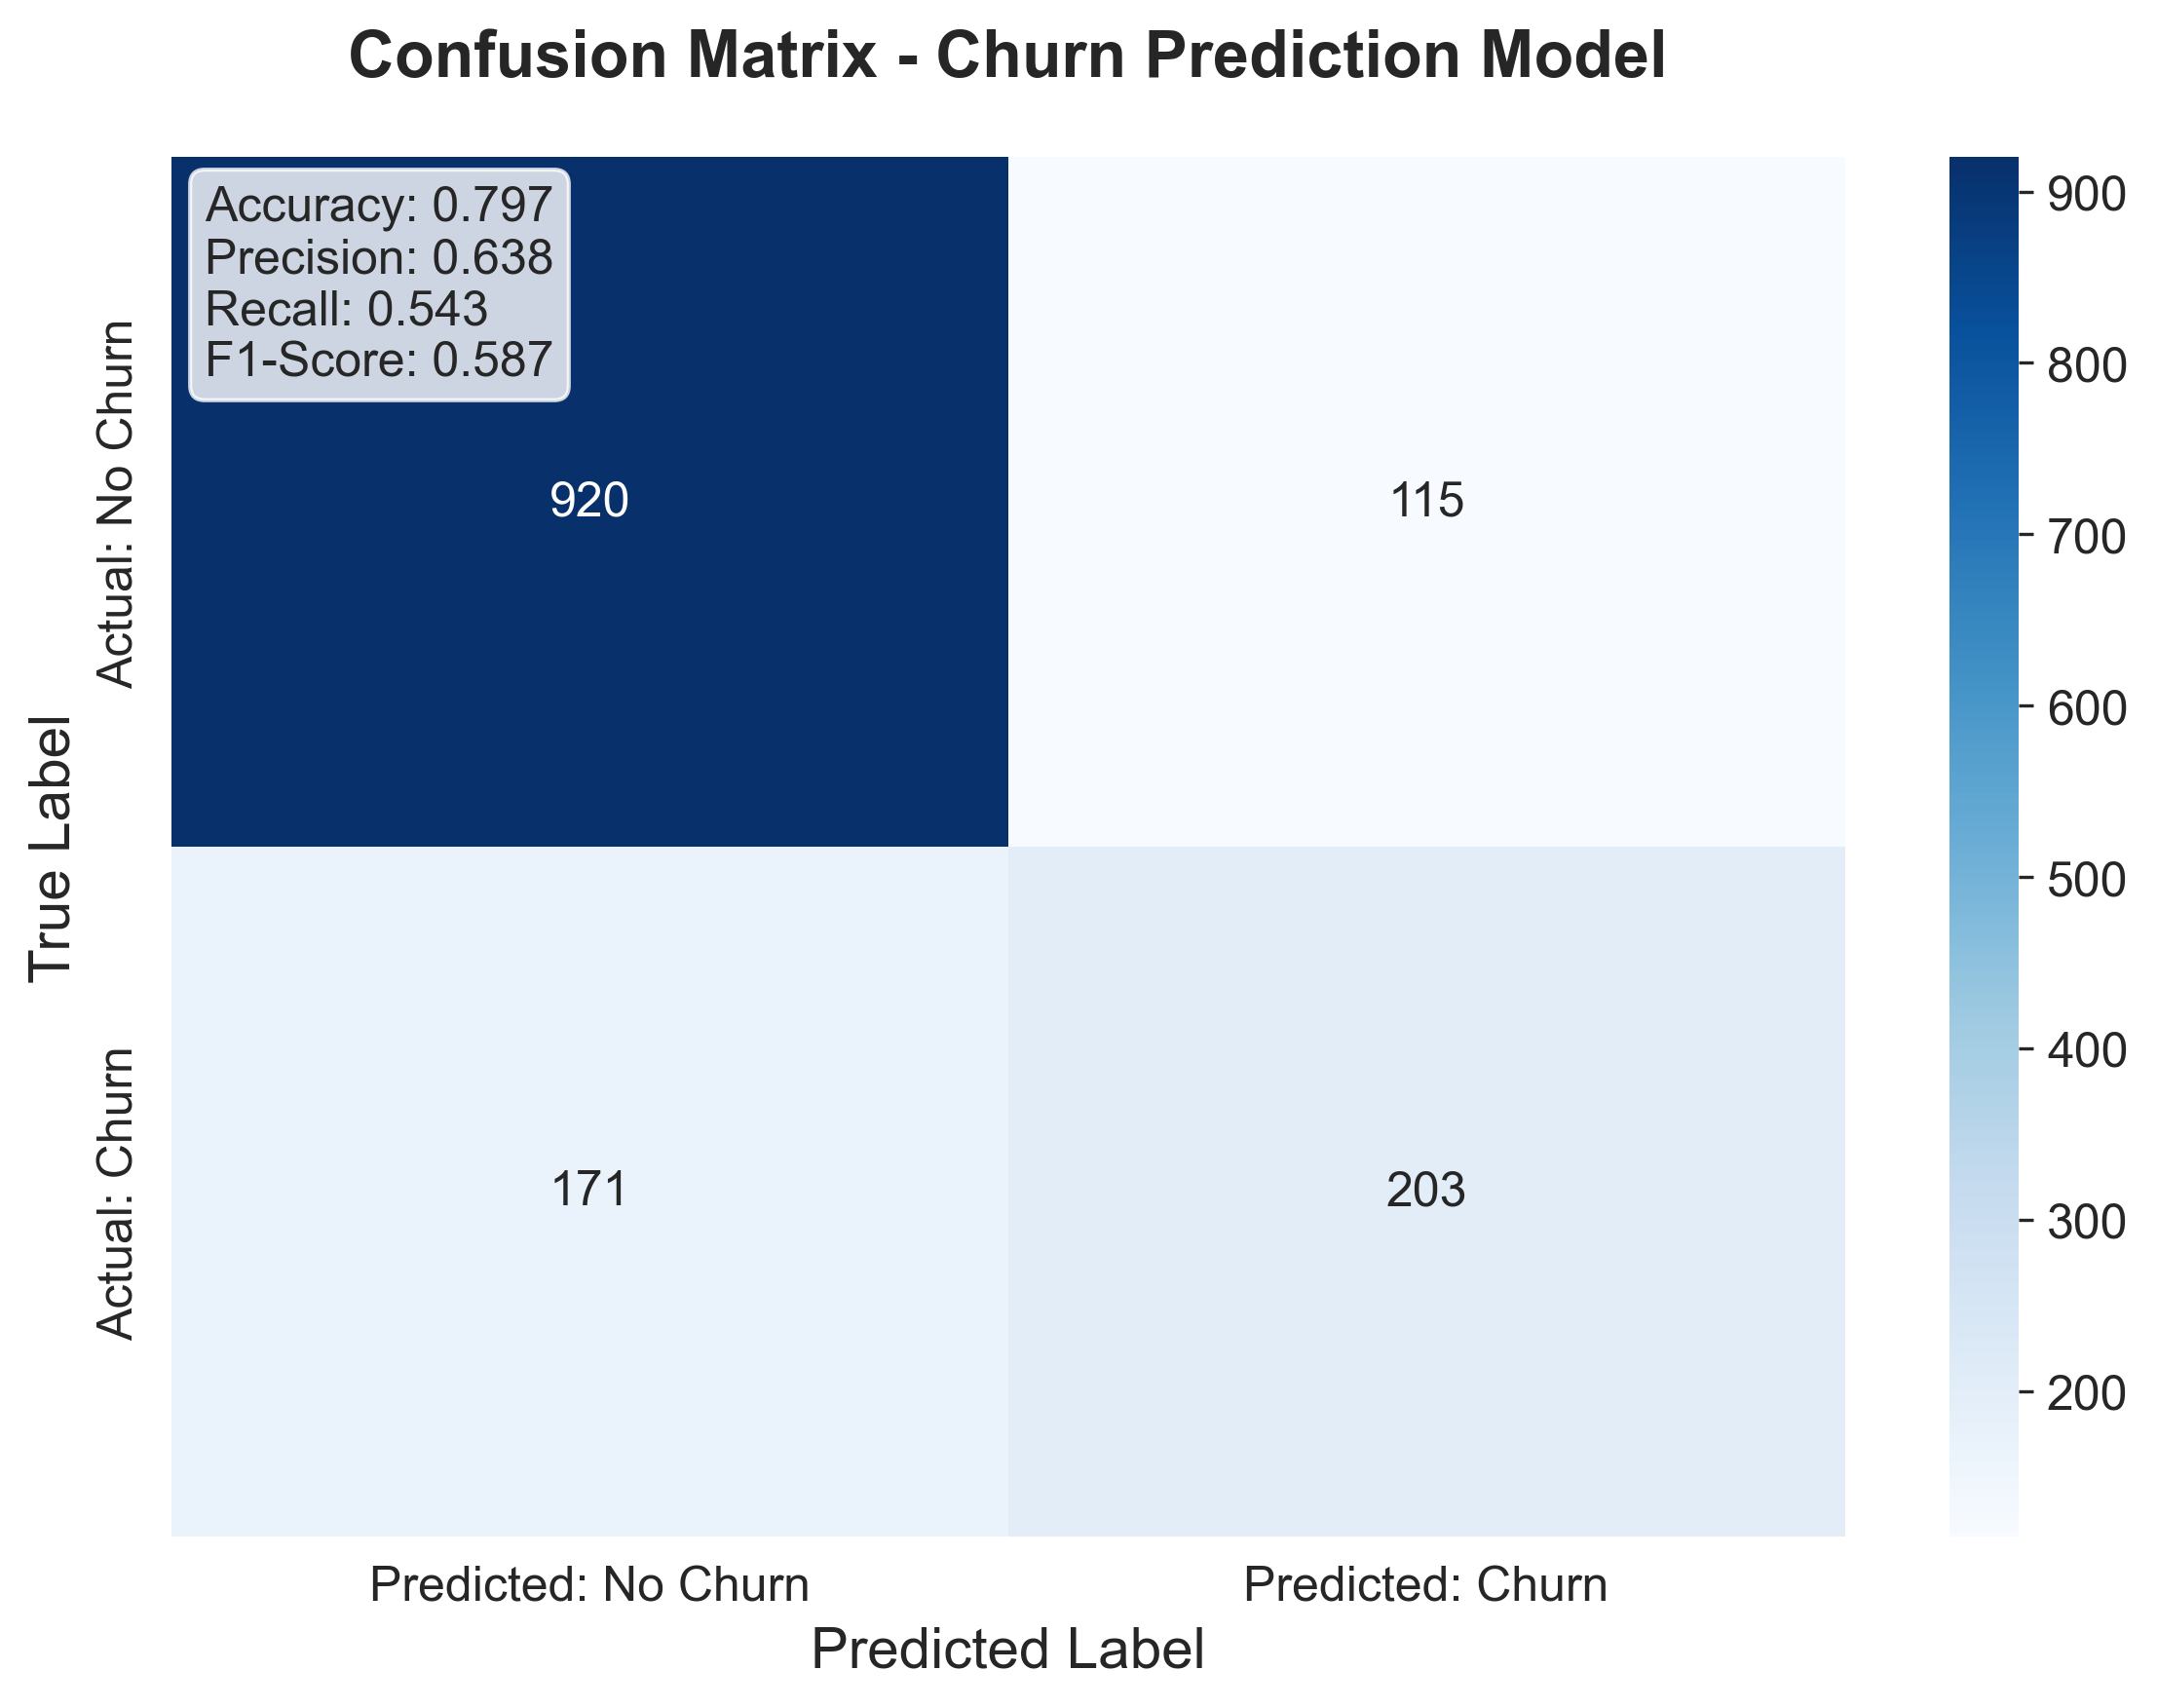 Confusion Matrix - Churn Prediction Model
Accuracy: 0.797
Precision: 0.638
Recall: 0.543
F1-Score: 0.587
True Label
Actual: No Churn
Actual: Churn
920
115
171
203
Predicted: No Churn
Predicted: Churn
Predicted Label
900
800
700
600
500
400
300
200